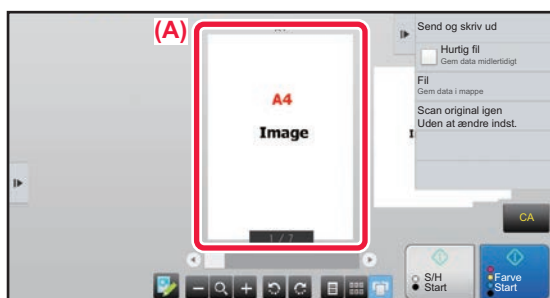 (A)
A4
Image
1 / 7
Send og skriv ud
Hurtig fil
Gem data midlertidigt
Fil
Gem data i mappe
Scan original igen
Uden at ændre indst.
CA
S/H
Start
Farve
Start